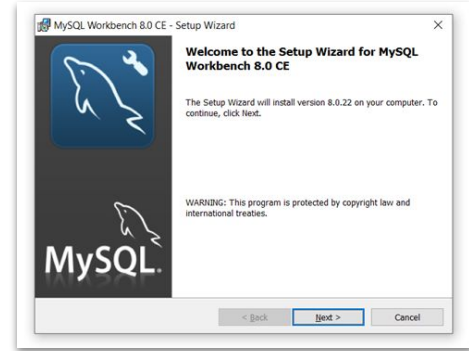 MySQL Workbench 8.0 CE - Setup Wizard
Welcome to the Setup Wizard for MySQL
Workbench 8.0 CE
The Setup Wizard will install version 8.0.22 on your computer. To
continue, click Next.
WARNING: This program is protected by copyright law and
international treaties.
MySQL.
< Back
Next >
Cancel